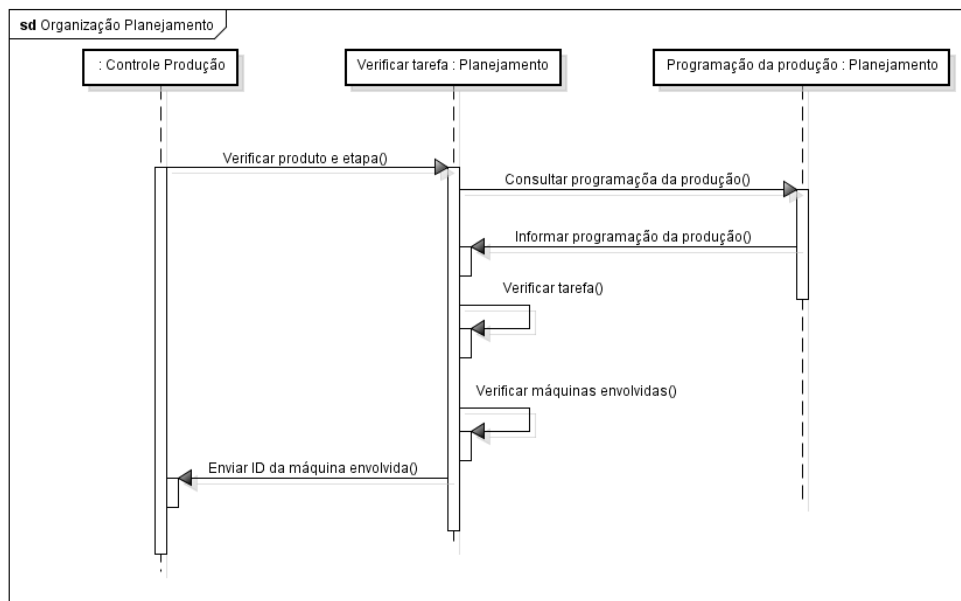 sd Organização Planejamento
: Controle Produção
Verificar tarefa : Planejamento
Programação da produção : Planejamento
Verificar produto e etapa()
Consultar programaçõa da produção()
Informar programação da produção()
Verificar tarefa()
Verificar máquinas envolvidas()
Enviar ID da máquina envolvida()